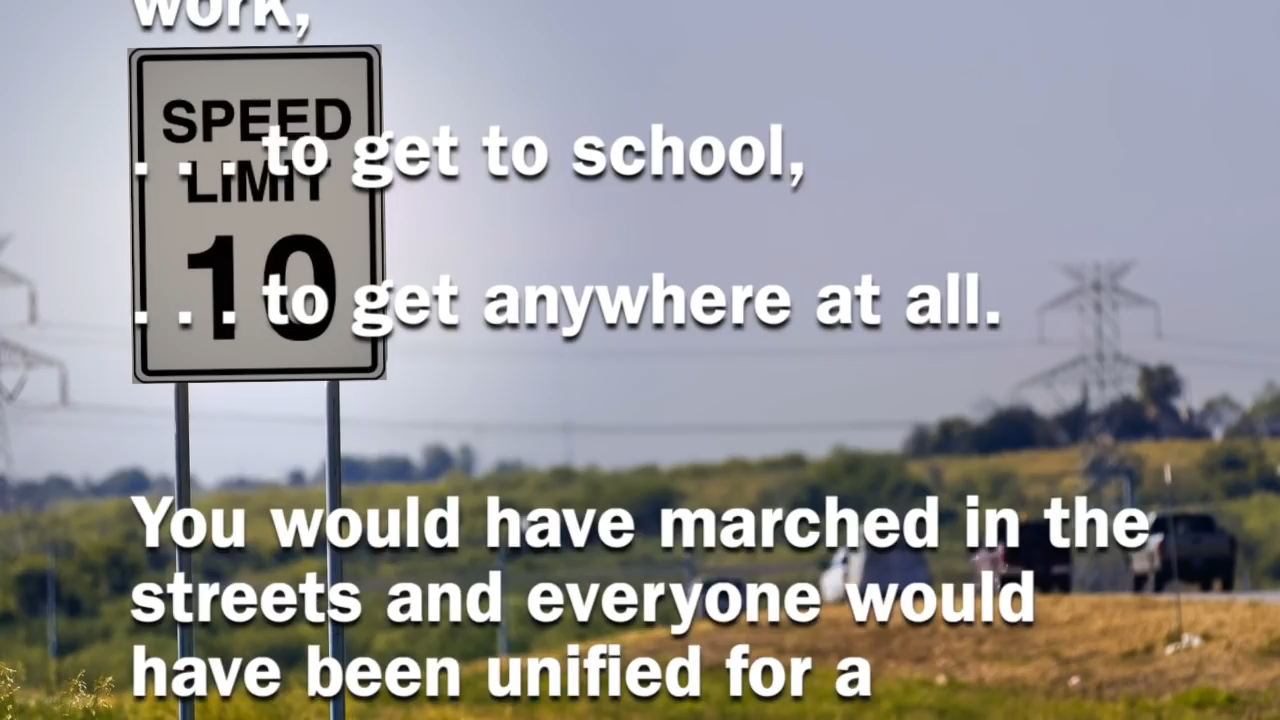 work,
SPEED
LIMIT
10
. . . to get to school,
. . . to get anywhere at all.
You would have marched in the
streets and everyone would
have been unified for a